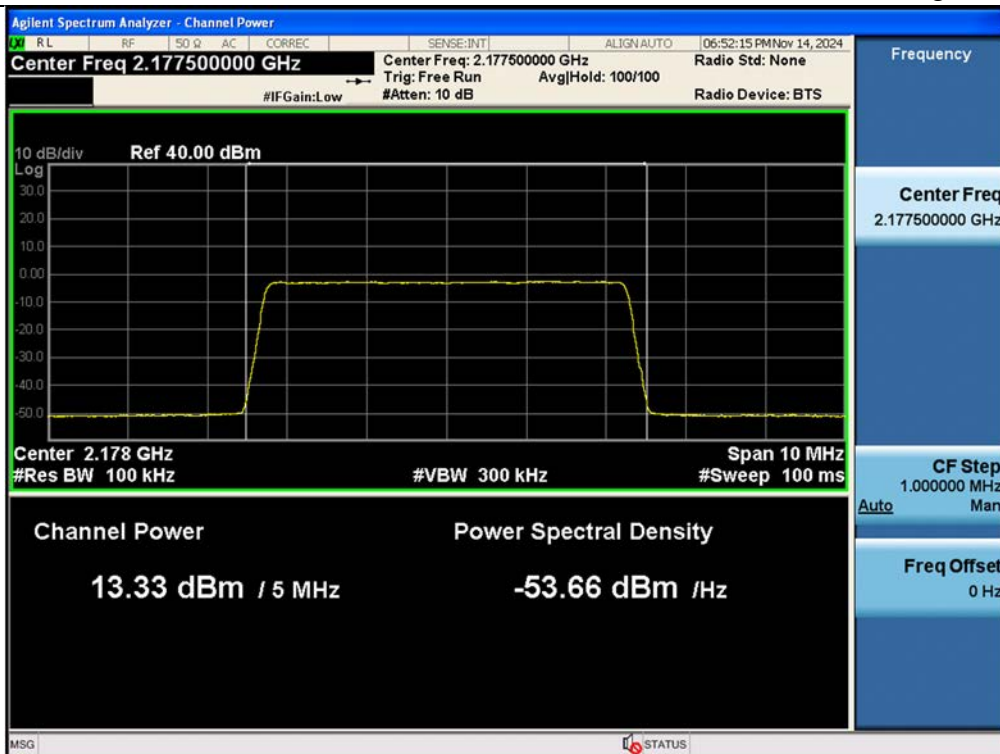 Agilent Spectrum Analyzer - Channel Power
LXI RL RF 50 Ω AC CORREC SENSE:INT ALIGN AUTO 06:52:15 PM Nov 14, 2024
Center Freq 2.177500000 GHz
Center Freq: 2.177500000 GHz
Radio Std: None
Trig: Free Run Avg|Hold: 100/100
#IFGain:Low
#Atten: 10 dB
Radio Device: BTS
10 dB/div Ref 40.00 dBm
Log
30.0
20.0
10.0
0.00
-10.0
-20.0
-30.0
-40.0
-50.0
Center 2.178 GHz
Span 10 MHz
#Res BW 100 kHz
#VBW 300 kHz
#Sweep 100 ms
Channel Power
Power Spectral Density
13.33 dBm / 5 MHz
-53.66 dBm /Hz
MSG
STATUS
Frequency
Center Freq
2.177500000 GHz
CF Step
1.000000 MHz
Auto Man
Freq Offset
0 Hz